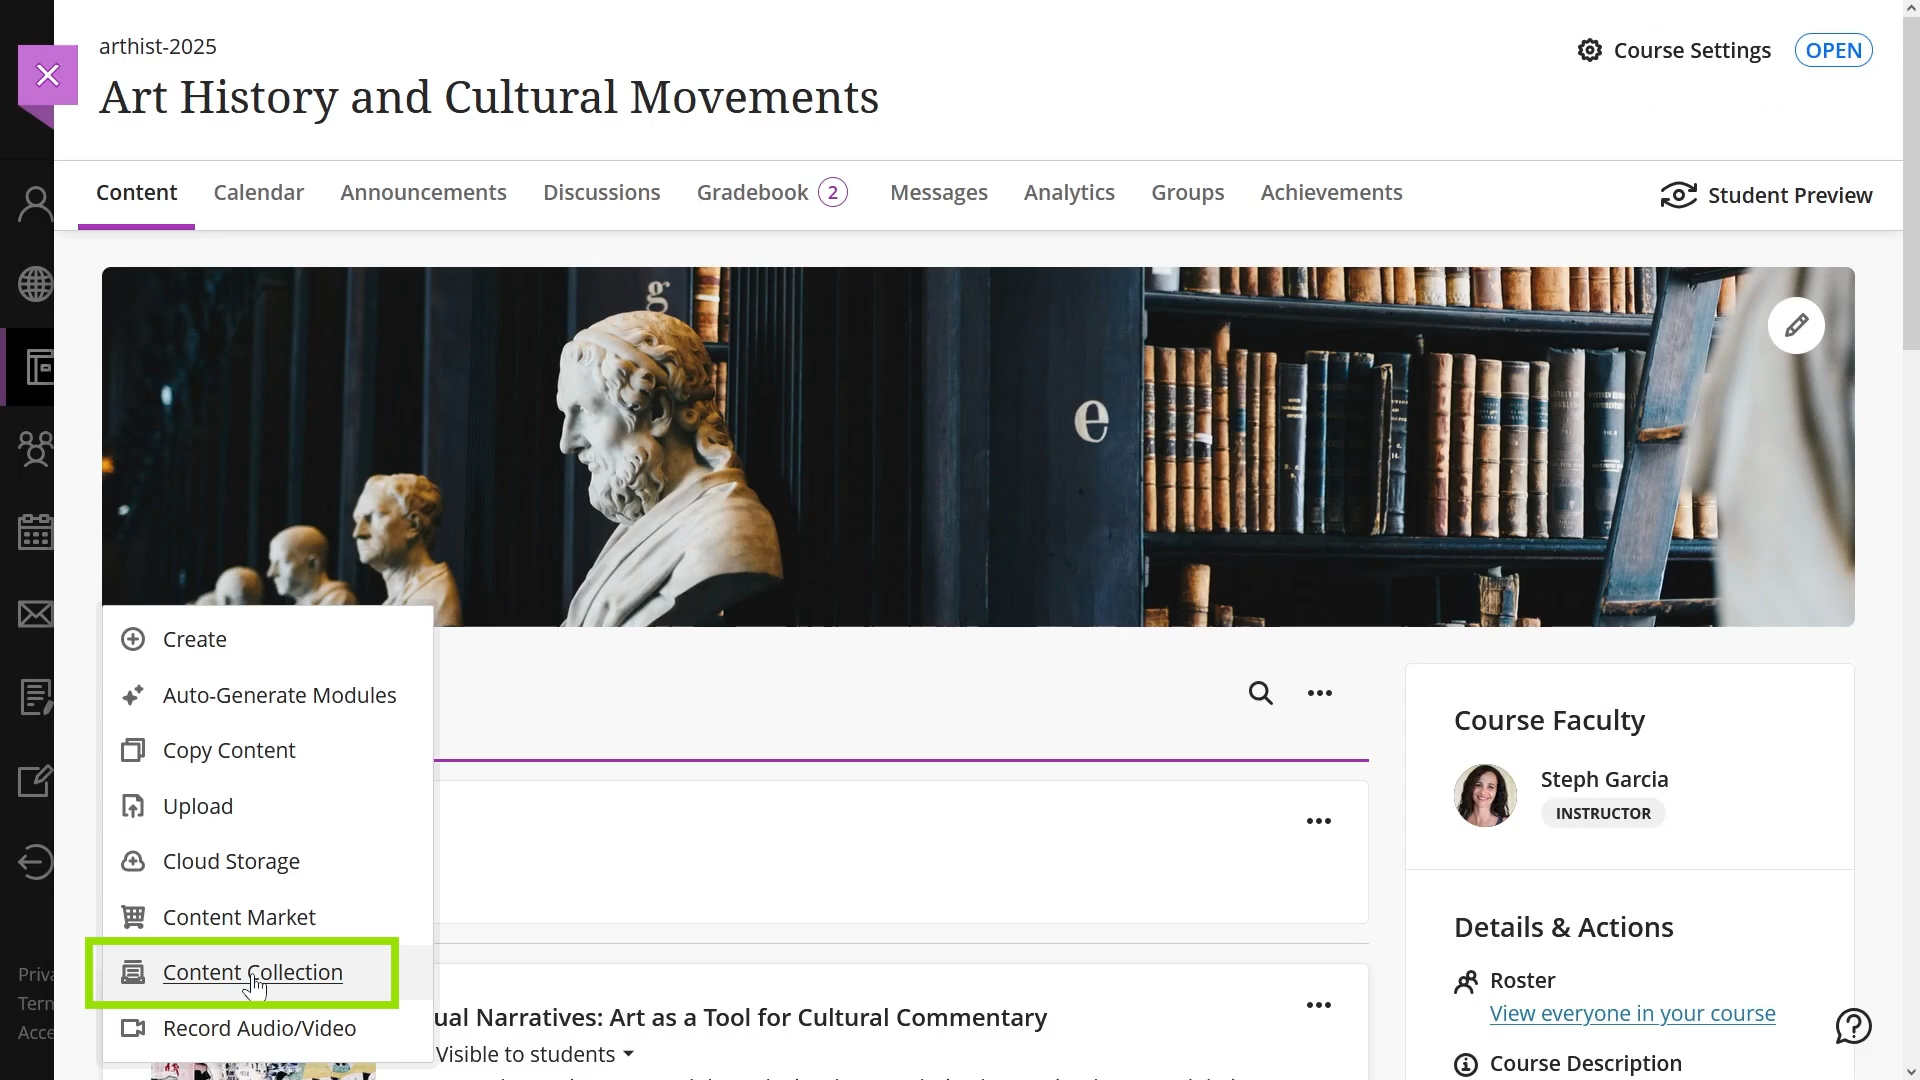 arthist-2025
Art History and Cultural Movements
Course Settings
OPEN
Content
Calendar
Announcements
Discussions
Gradebook 2
Messages
Analytics
Groups
Achievements
Student Preview
g
e
Create
Auto-Generate Modules
Copy Content
Upload
Cloud Storage
Content Market
Content Collection
Record Audio/Video
ual Narratives: Art as a Tool for Cultural Commentary
Visible to students
Course Faculty
Steph Garcia
INSTRUCTOR
Details & Actions
Roster
View everyone in your course
Course Description
Priva
Term
Acce